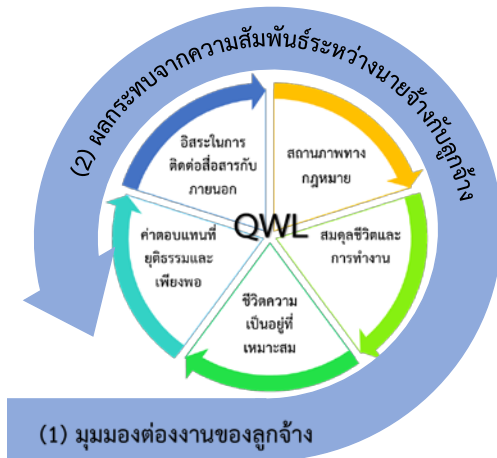 (2) ผลกระทบจากความสัมพันธ์ระหว่างนายจ้างกับลูกจ้าง
อิสระในการ
ติดต่อสื่อสารกับ
ภายนอก
สถานภาพทาง
กฎหมาย
QWL
ค่าตอบแทนที่
ยุติธรรมและ
เพียงพอ
สมดุลชีวิตและ
การทำงาน
ชีวิตความ
เป็นอยู่ที่
เหมาะสม
(1) มุมมองต่องานของลูกจ้าง